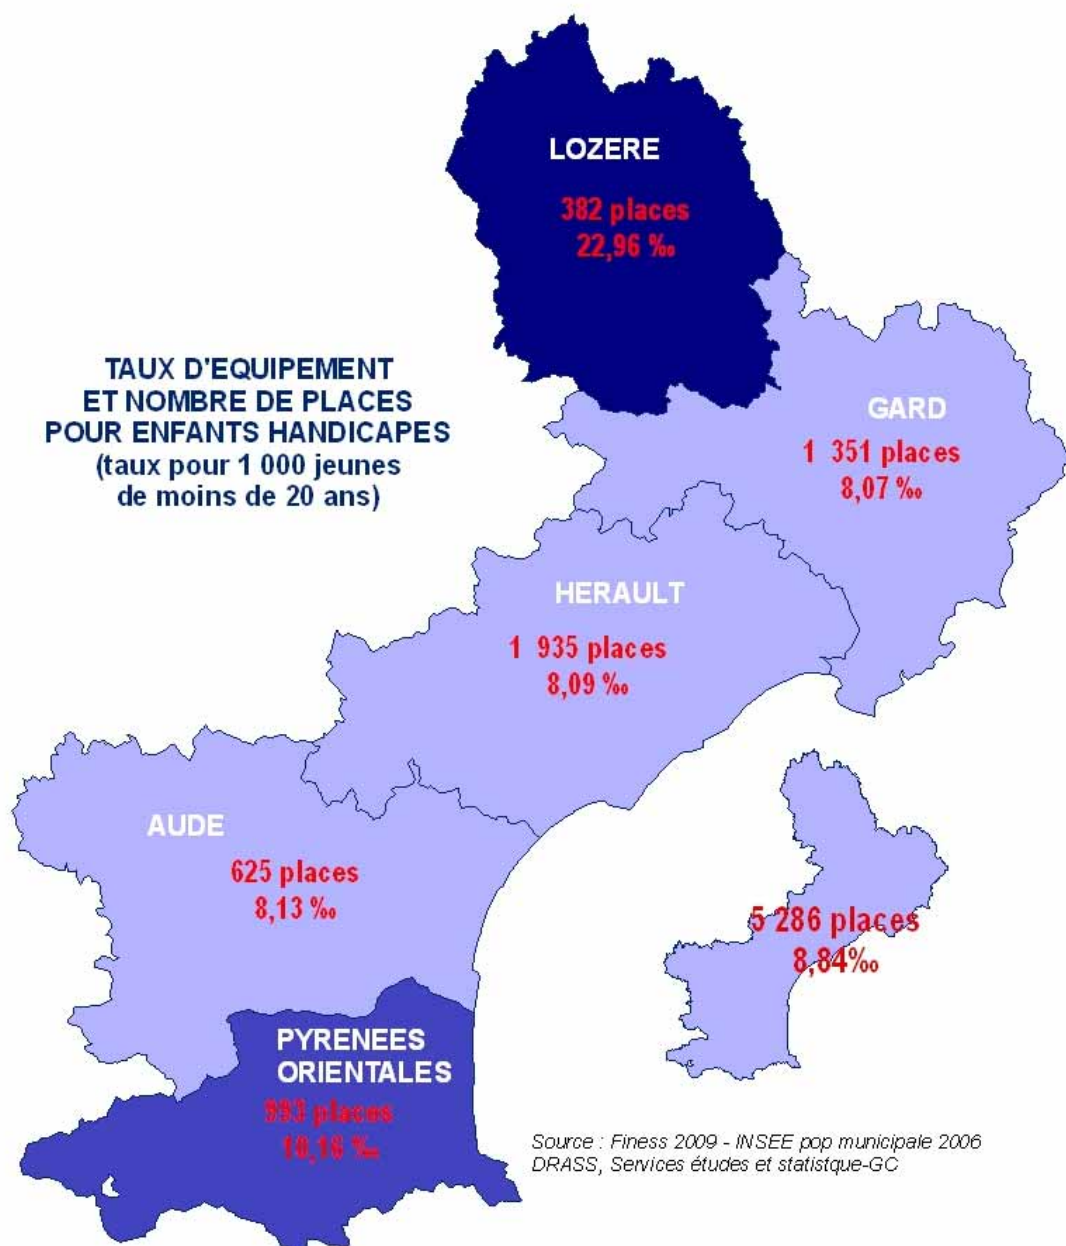 LOZERE
382 places
22,96 ‰
TAUX D'EQUIPEMENT
ET NOMBRE DE PLACES
POUR ENFANTS HANDICAPES
(taux pour 1 000 jeunes
de moins de 20 ans)
GARD
1 351 places
8,07 ‰
HERAULT
1 935 places
8,09 ‰
AUDE
625 places
8,13 ‰
5 286 places
8,84‰
PYRENEES
ORIENTALES
993 places
10,16 ‰
Source : Finess 2009 - INSEE pop municipale 2006
DRASS, Services études et statistque-GC